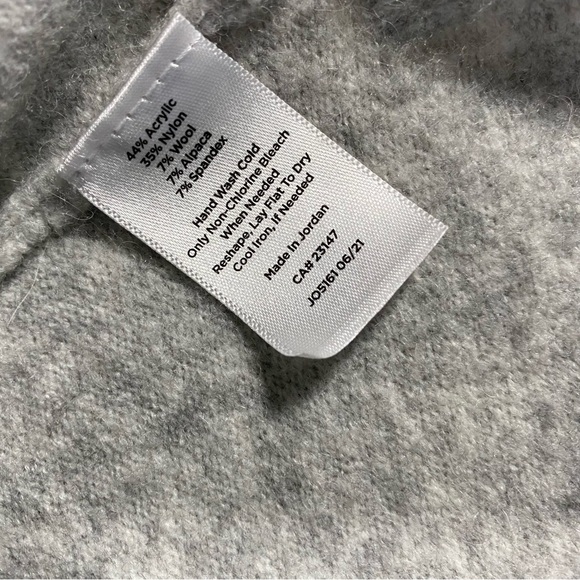 44% Acrylic
35% Nylon
7% Wool
7% Alpaca
7% Spandex
Hand Wash Cold
Only Non-Chlorine Bleach
When Needed
Reshape, Lay Flat To Dry
Cool Iron, If Needed
Made In Jordan
CA# 23147
JO5161 06/21